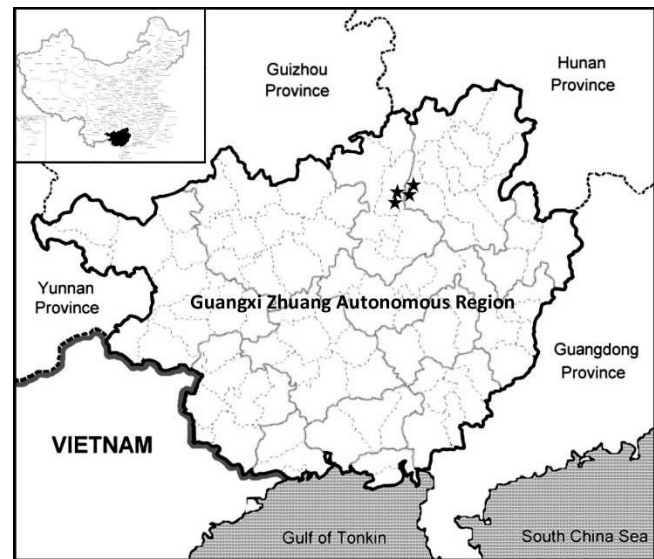 Guizhou
Province
Hunan
Province
Yunnan
Province
Guangxi Zhuang Autonomous Region
Guangdong
Province
VIETNAM
Gulf of Tonkin
South China Sea